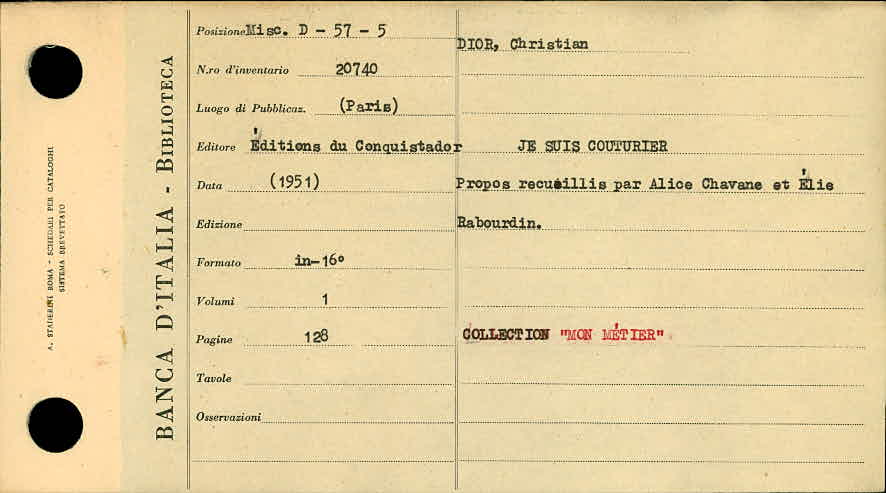 A. STADERINI ROMA - SCHEDARI PER CATALOGHI
SISTEMA BREVETTATO
BANCA D'ITALIA - BIBLIOTECA
Posizione Misc. D - 57 - 5
N.ro d'inventario 20740
Luogo di Pubblicaz. (Paris)
Editore Éditions du Conquistador
Data (1951)
Edizione
Formato in-16°
Volumi 1
Pagine 128
Tavole
Osservazioni
DIOR, Christian
JE SUIS COUTURIER
Propos recueillis par Alice Chavane et Élie
Rabourdin.
COLLECTION "MON MÉTIER"